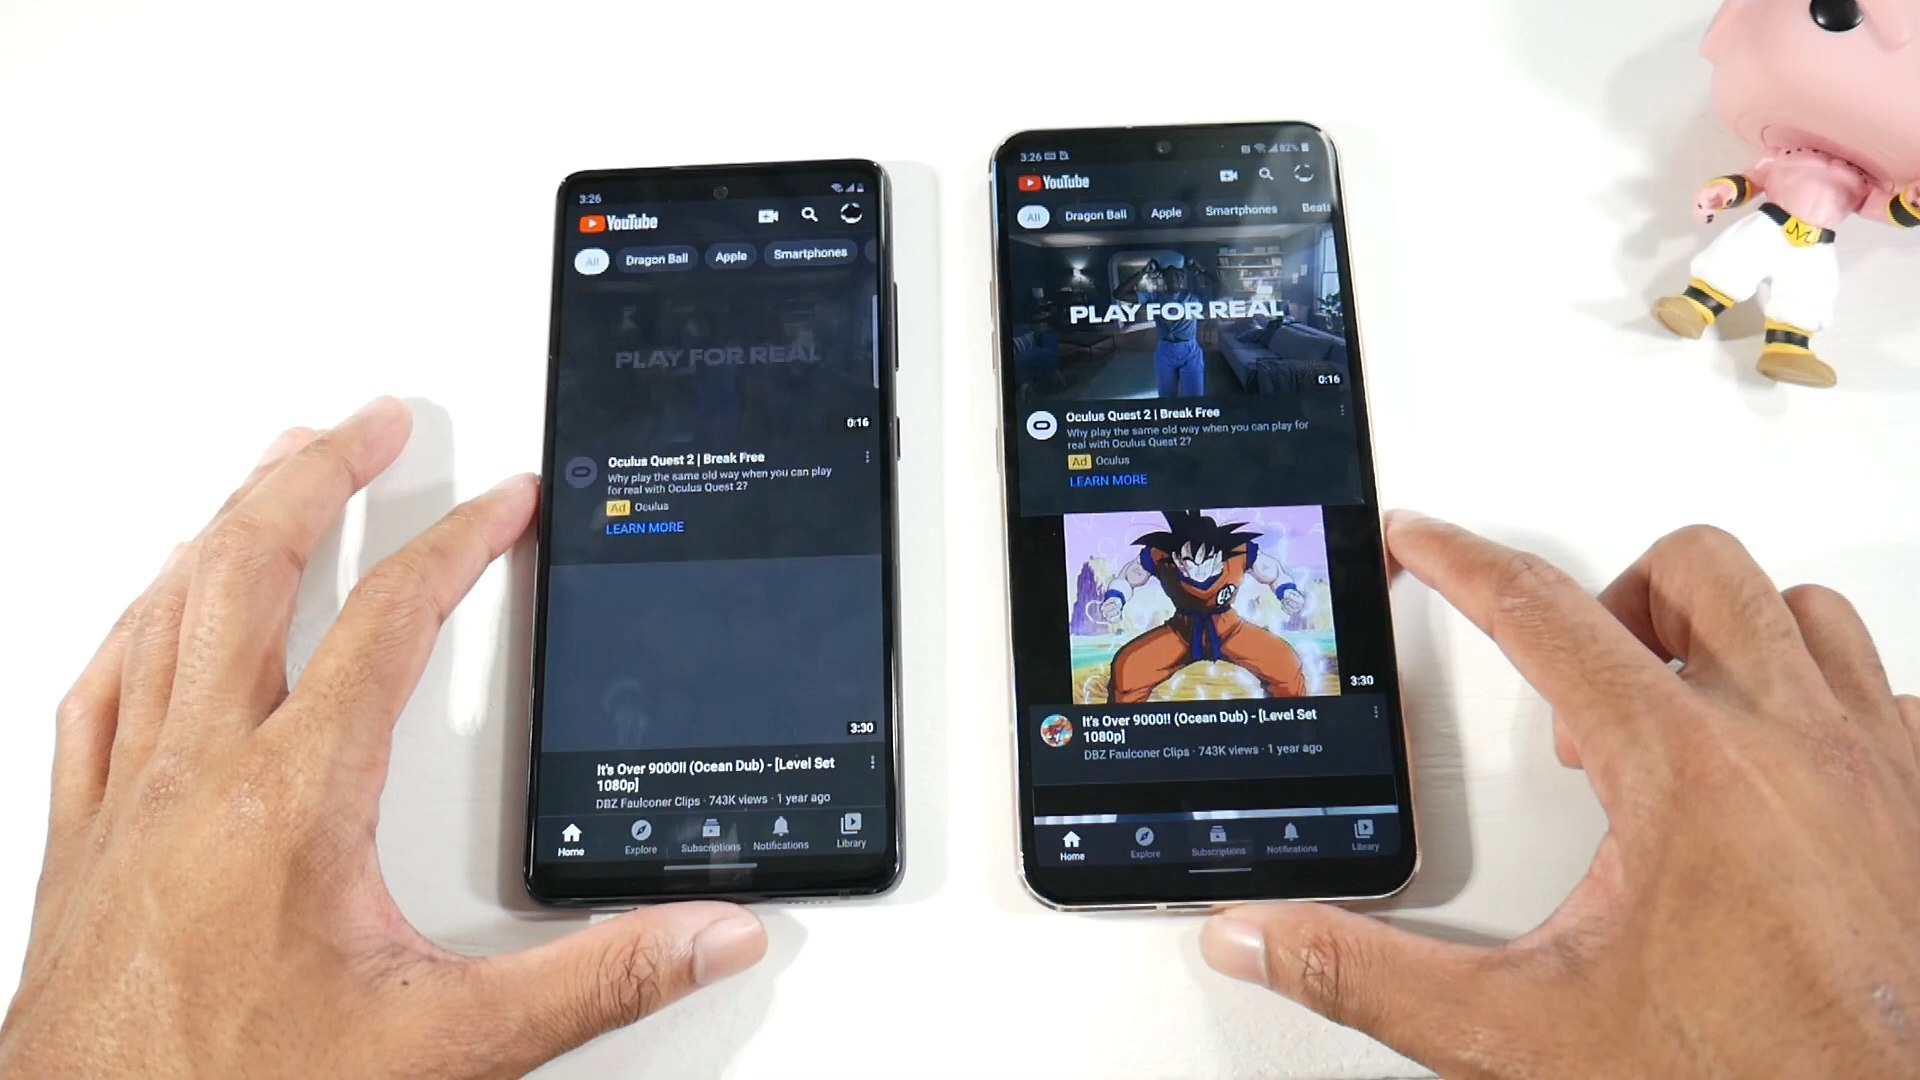 3:26
YouTube
All
Dragon Ball
Apple
Smartphones
PLAY FOR REAL
0:16
Oculus Quest 2 | Break Free
Why play the same old way when you can play
for real with Oculus Quest 2?
Ad Oculus
LEARN MORE
3:30
It's Over 9000!! (Ocean Dub) - [Level Set
1080p]
DBZ Faulconer Clips · 743K views · 1 year ago
Home
Explore
Subscriptions
Notifications
Library
3:26
82%
YouTube
All
Dragon Ball
Apple
Smartphones
Beats
PLAY FOR REAL
0:16
Oculus Quest 2 | Break Free
Why play the same old way when you can play for
real with Oculus Quest 2?
Ad Oculus
LEARN MORE
3:30
It's Over 9000!! (Ocean Dub) - [Level Set
1080p]
DBZ Faulconer Clips · 743K views · 1 year ago
Home
Explore
Subscriptions
Notifications
Library